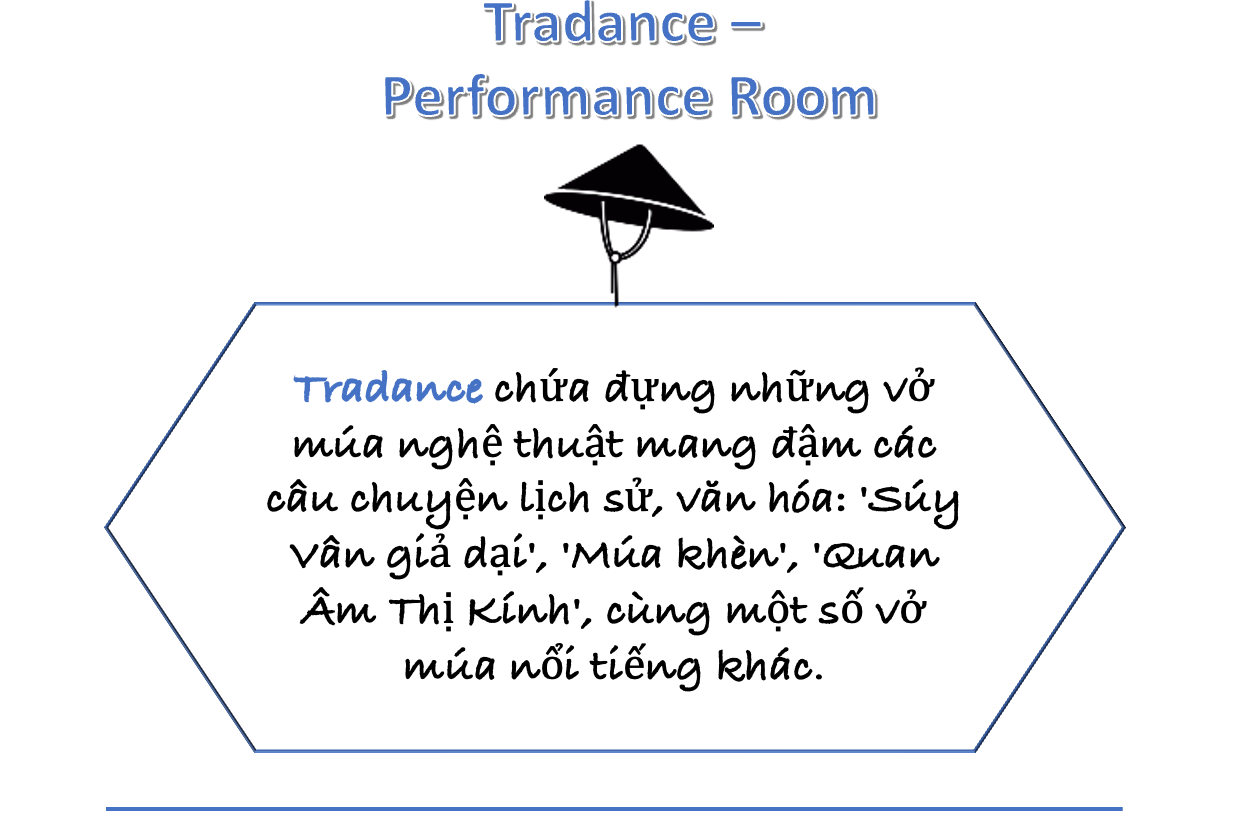 Tradance –
Performance Room
Tradance chứa đựng những vở
múa nghệ thuật mang đậm các
câu chuyện lịch sử, văn hóa: 'Súy
Vân giả dại', 'Múa khèn', 'Quan
Âm Thị Kính', cùng một số vở
múa nổi tiếng khác.